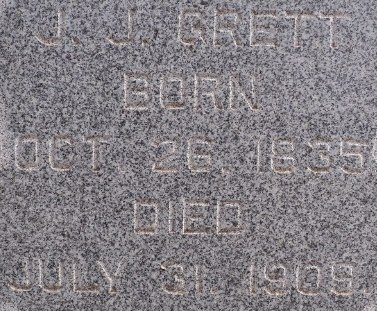 J. J. GRETT
BORN
OCT. 26, 1835
DIED
JULY 31, 1909.